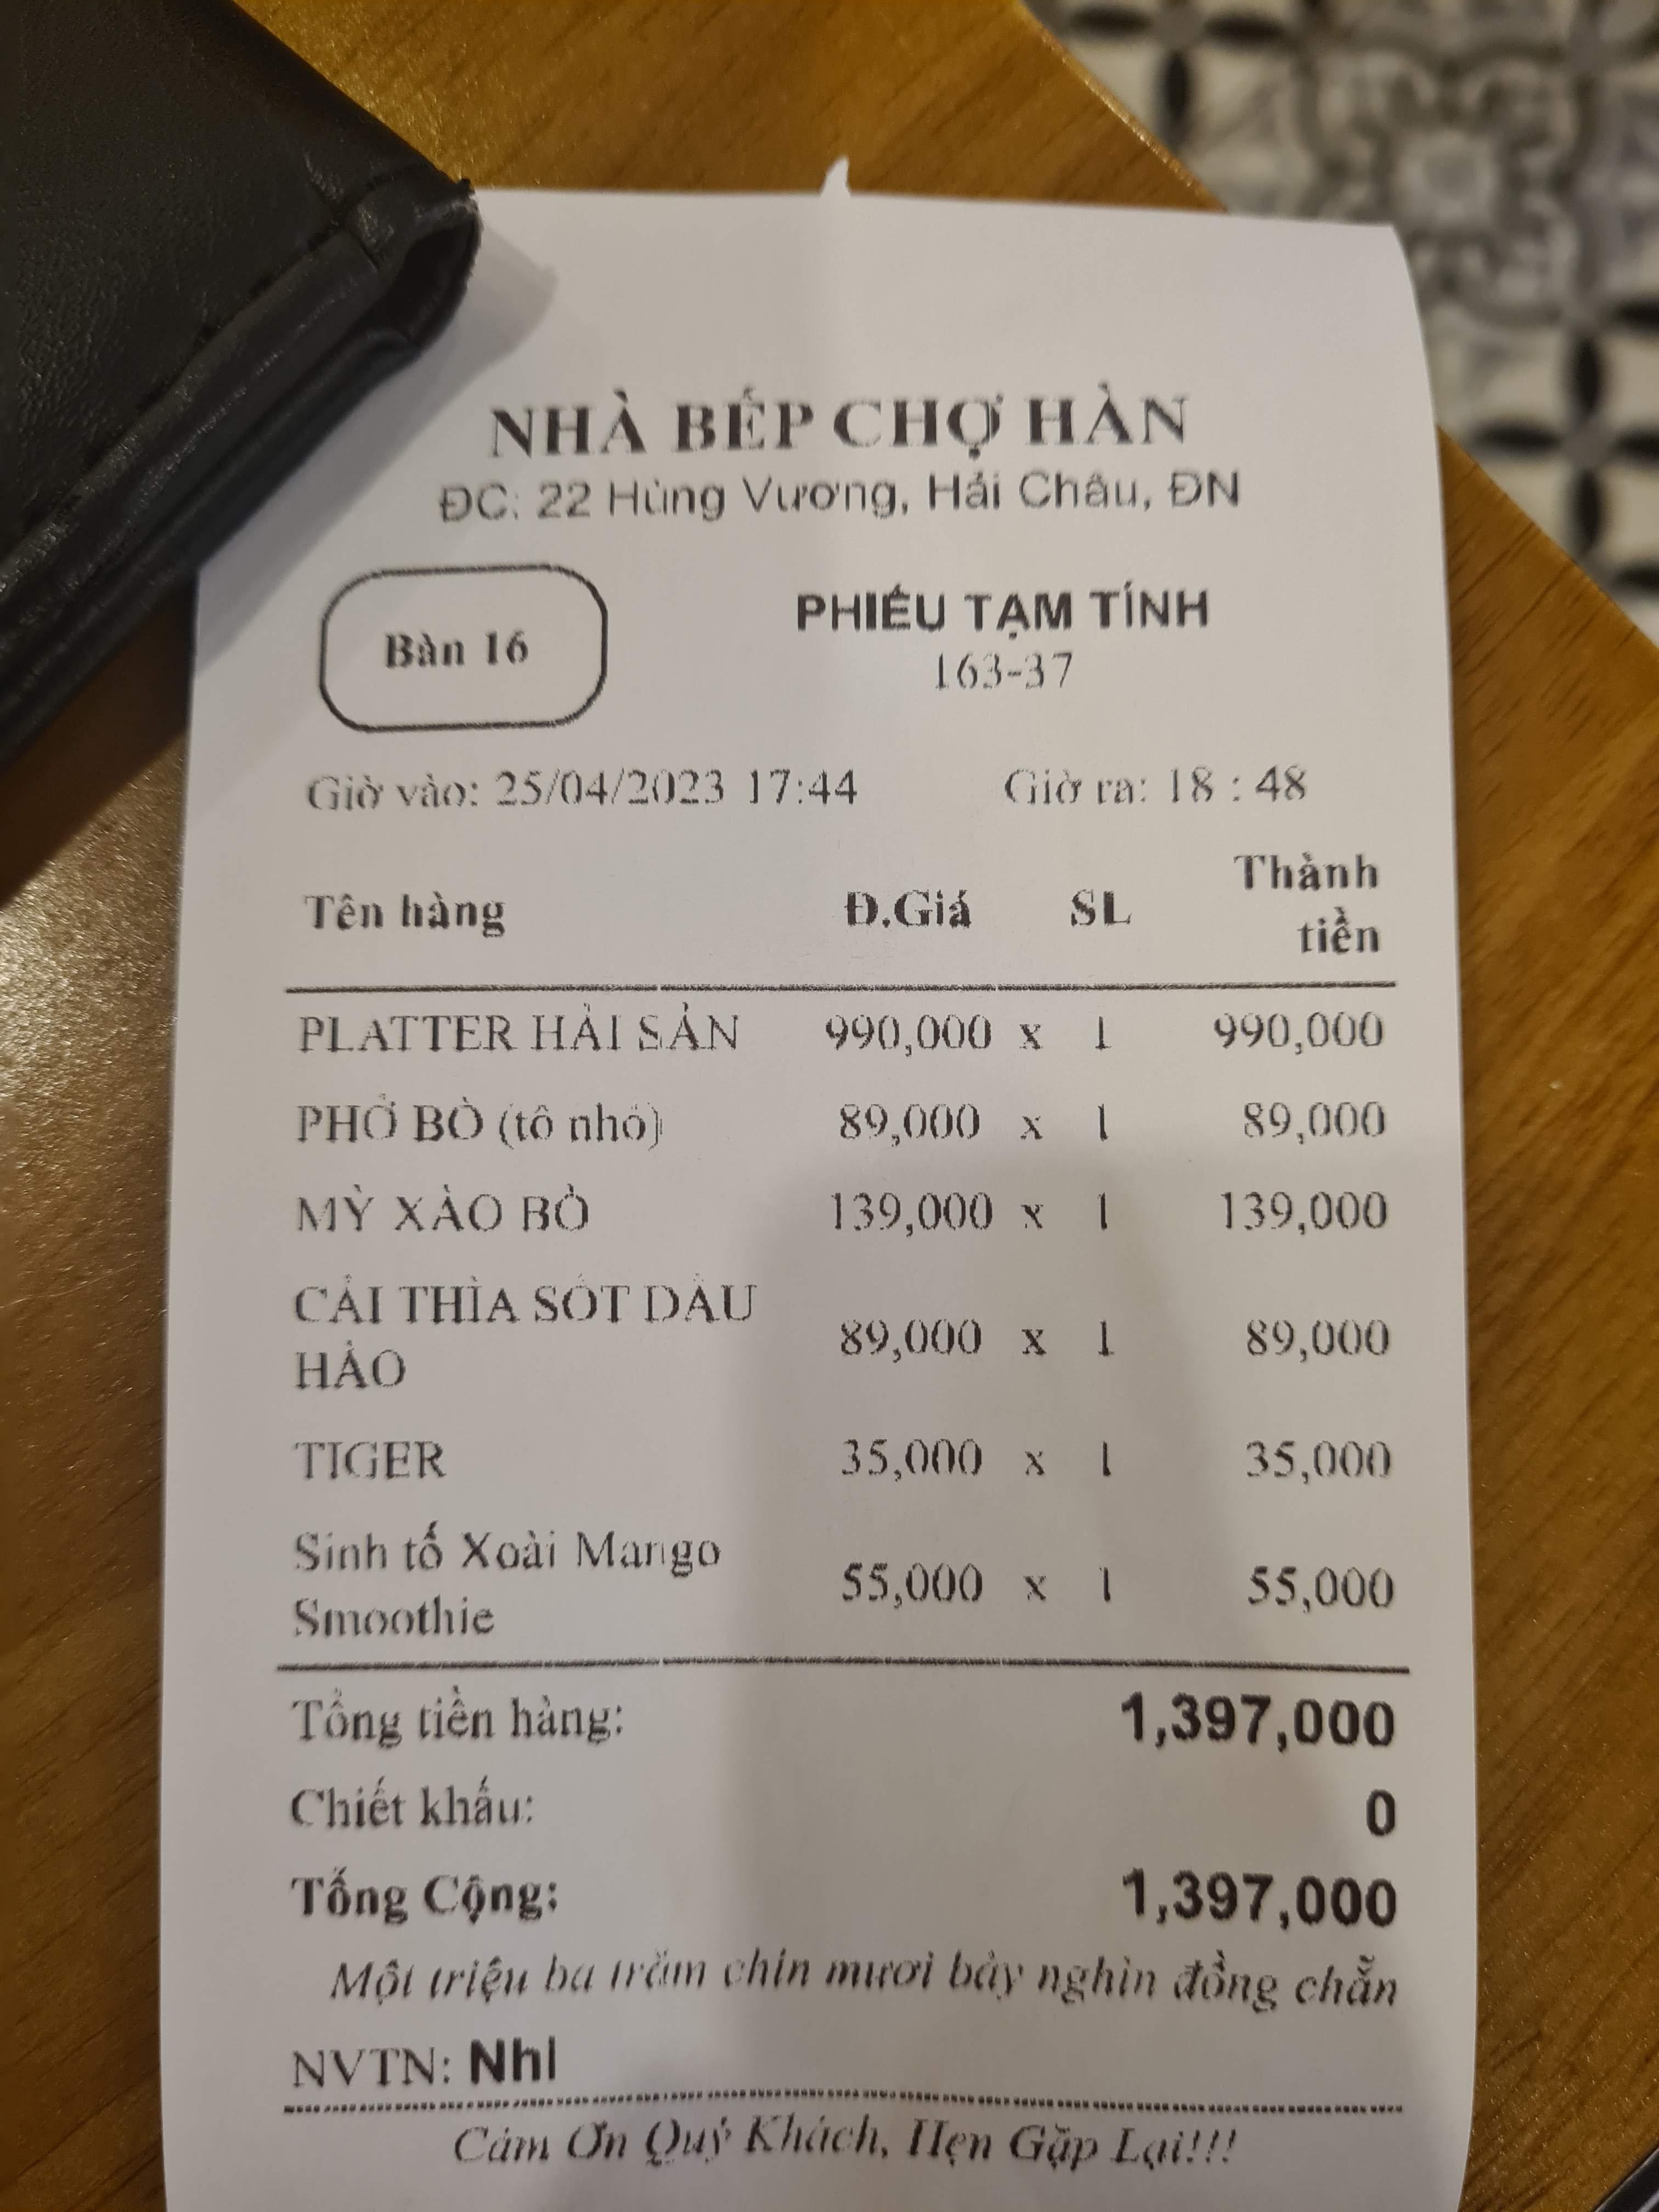 NHÀ BẾP CHỢ HÀN
ĐC: 22 Hùng Vương, Hải Châu, ĐN
Bàn 16
PHIẾU TẠM TÍNH
163-37
Giờ vào: 25/04/2023 17:44 Giờ ra: 18 : 48
Tên hàng Đ.Giá SL Thành tiền
PLATTER HẢI SẢN 990,000 x 1 990,000
PHỞ BÒ (tô nhỏ) 89,000 x 1 89,000
MỲ XÀO BÒ 139,000 x 1 139,000
CẢI THÌA SỐT DẦU
HÀO 89,000 x 1 89,000
TIGER 35,000 x 1 35,000
Sinh tố Xoài Mango
Smoothie 55,000 x 1 55,000
Tổng tiền hàng: 1,397,000
Chiết khấu: 0
Tổng Cộng: 1,397,000
Một triệu ba trăm chín mươi bảy nghìn đồng chẵn
NVTN: Nhi
Cảm Ơn Quý Khách, Hẹn Gặp Lại!!!